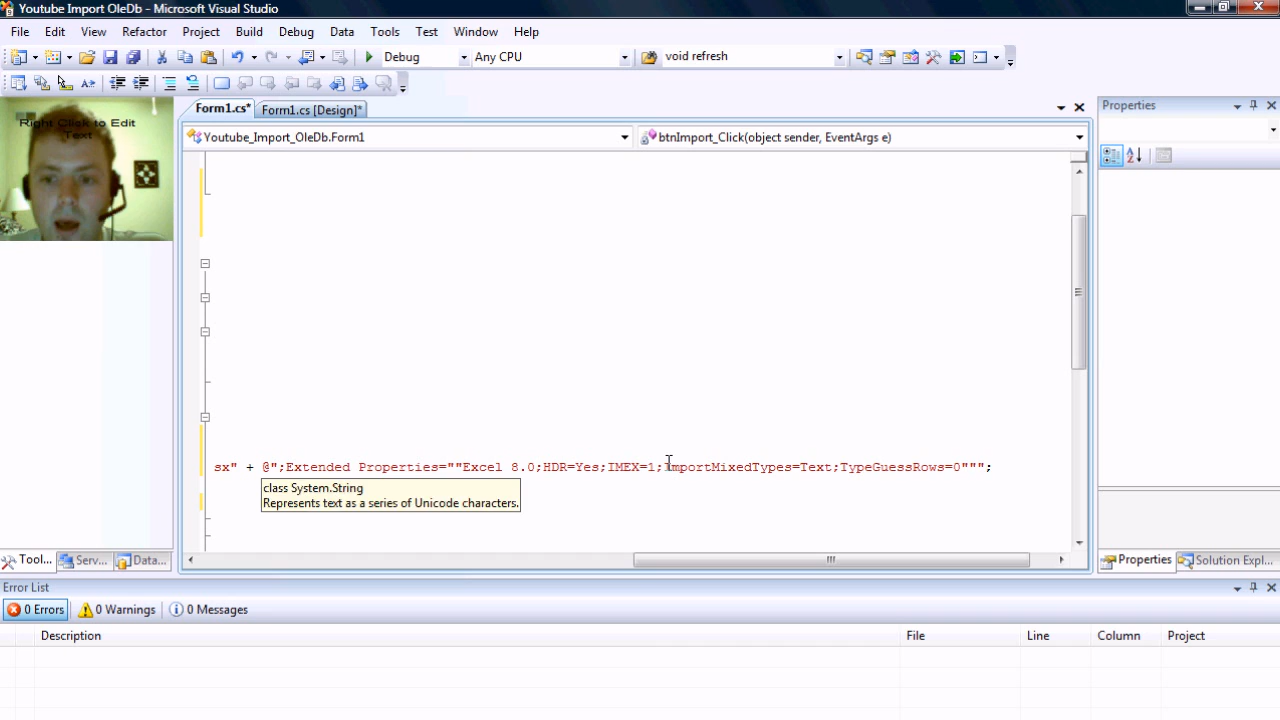 Youtube Import OleDb - Microsoft Visual Studio
File Edit View Refactor Project Build Debug Data Tools Test Window Help
Debug Any CPU void refresh
Form1.cs* Form1.cs [Design]*
Properties
Right Click to Edit
Text
Youtube_Import_OleDb.Form1 btnImport_Click(object sender, EventArgs e)
sx" + @";Extended Properties=""Excel 8.0;HDR=Yes;IMEX=1;ImportMixedTypes=Text;TypeGuessRows=0""";
class System.String
Represents text as a series of Unicode characters.
Tool... Serv... Data... Properties Solution Expl...
Error List
0 Errors 0 Warnings 0 Messages
Description File Line Column Project